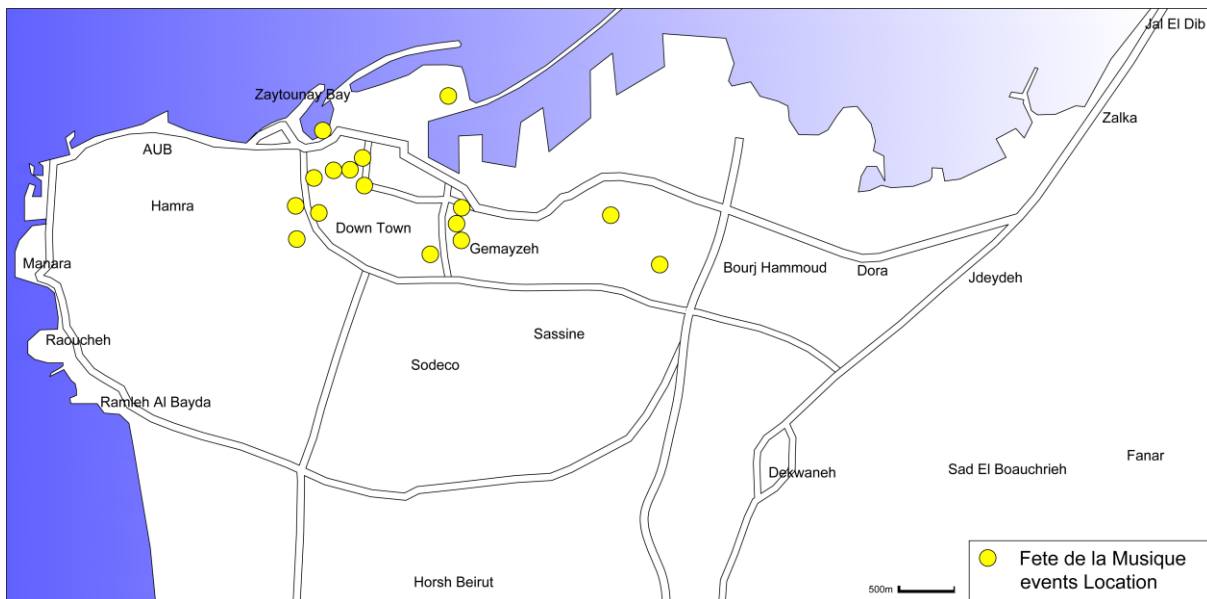 Jal El Dib
Zaytounay Bay
Zalka
AUB
Hamra
Down Town
Gemayzeh
Manara
Bourj Hammoud
Dora
Jdeydeh
Raoucheh
Sassine
Sodeco
Ramleh Al Bayda
Fanar
Dekwaneh
Sad El Boauchrieh
Horsh Beirut
500m
Fete de la Musique
events Location